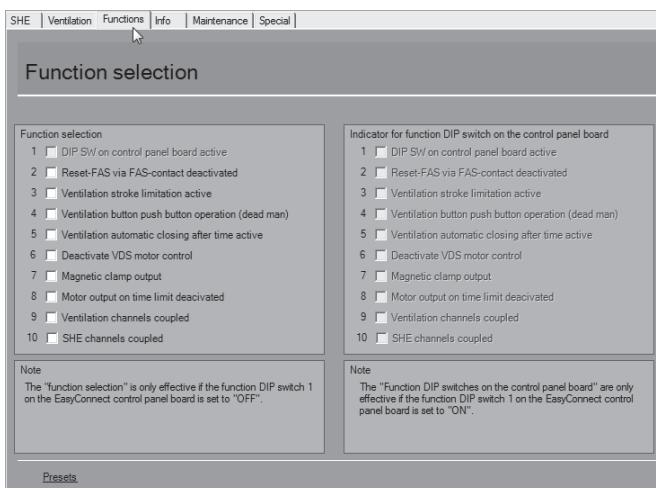 SHE Ventilation Functions Info Maintenance Special
Function selection
Function selection
1 DIP SW on control panel board active
2 Reset-FAS via FAS-contact deactivated
3 Ventilation stroke limitation active
4 Ventilation button push button operation (dead man)
5 Ventilation automatic closing after time active
6 Deactivate VDS motor control
7 Magnetic clamp output
8 Motor output on time limit deacivated
9 Ventilation channels coupled
10 SHE channels coupled
Note
The "function selection" is only effective if the function DIP switch 1
on the EasyConnect control panel board is set to "OFF".
Indicator for function DIP switch on the control panel board
1 DIP SW on control panel board active
2 Reset-FAS via FAS-contact deactivated
3 Ventilation stroke limitation active
4 Ventilation button push button operation (dead man)
5 Ventilation automatic closing after time active
6 Deactivate VDS motor control
7 Magnetic clamp output
8 Motor output on time limit deacivated
9 Ventilation channels coupled
10 SHE channels coupled
Note
The "Function DIP switches on the control panel board" are only
effective if the function DIP switch 1 on the EasyConnect control
panel board is set to "ON".
Presets